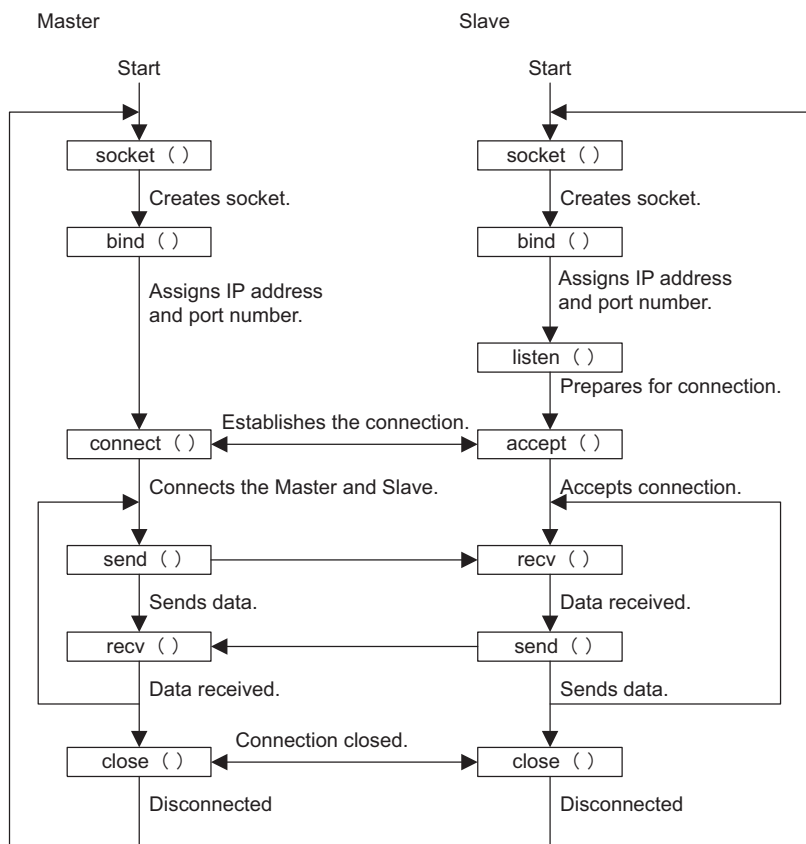 Master
Slave
Start
Start
socket ( )
socket ( )
Creates socket.
Creates socket.
bind ( )
bind ( )
Assigns IP address
and port number.
Assigns IP address
and port number.
listen ( )
Prepares for connection.
Establishes the connection.
connect ( )
accept ( )
Connects the Master and Slave.
Accepts connection.
send ( )
recv ( )
Sends data.
Data received.
recv ( )
send ( )
Data received.
Sends data.
Connection closed.
close ( )
close ( )
Disconnected
Disconnected